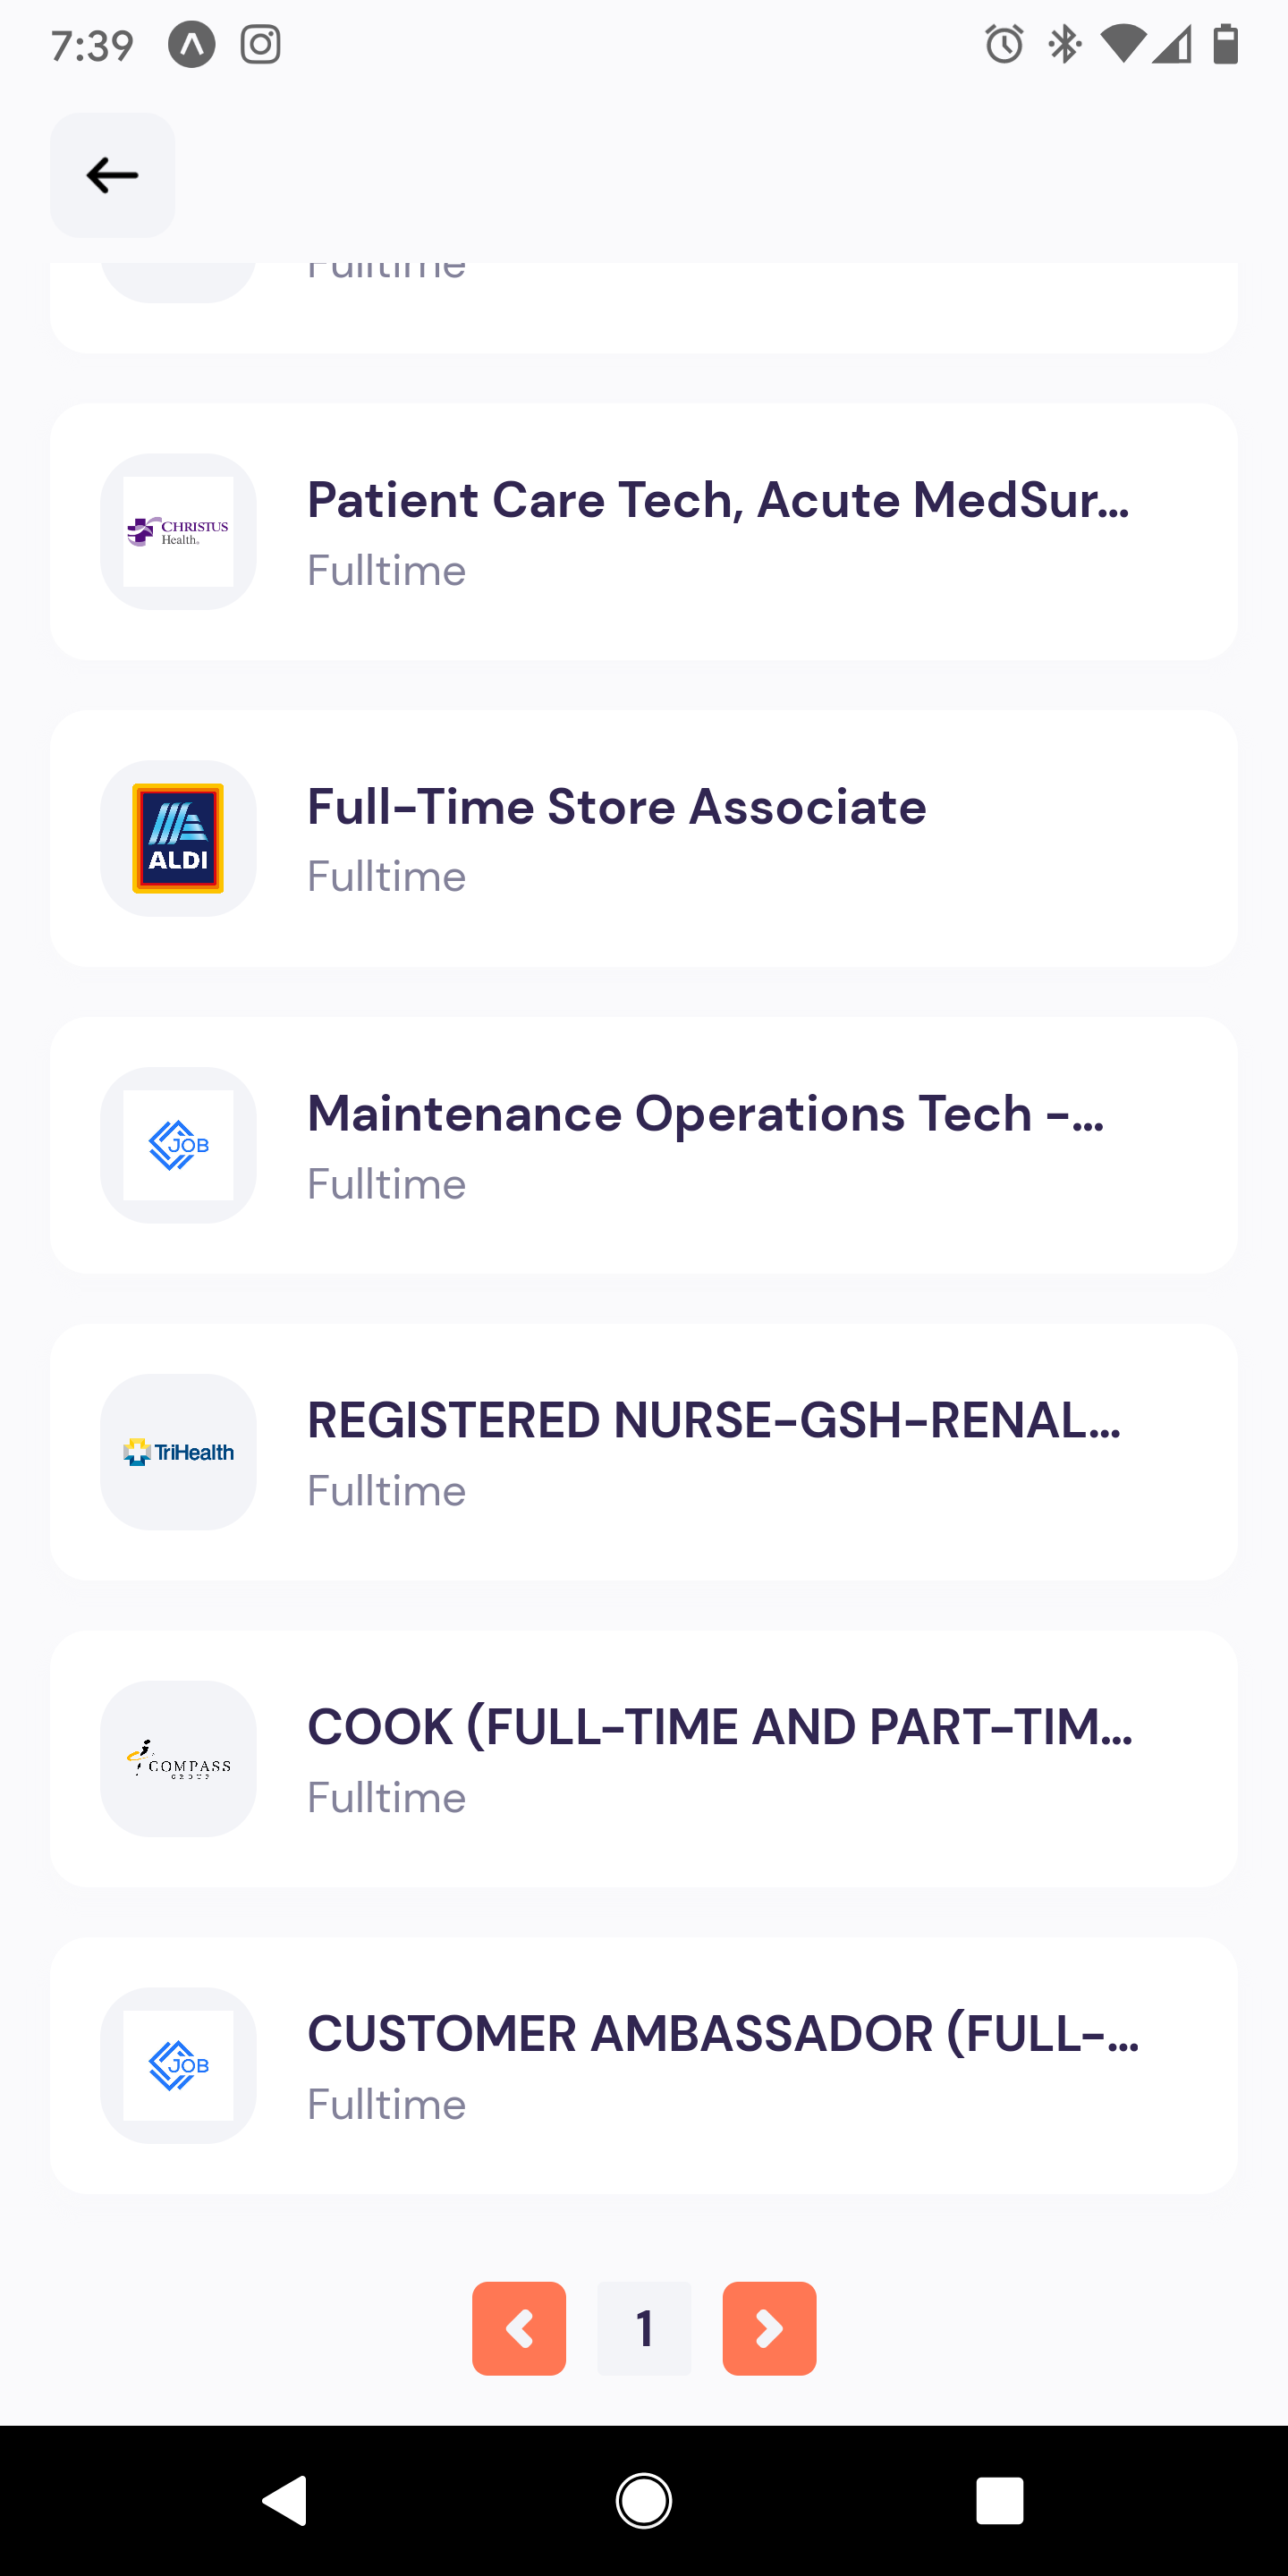 7:39
Fulltime
Patient Care Tech, Acute MedSur...
CHRISTUS
Health
Fulltime
Full-Time Store Associate
ALDI
Fulltime
Maintenance Operations Tech -...
JOB
Fulltime
REGISTERED NURSE-GSH-RENAL...
TriHealth
Fulltime
COOK (FULL-TIME AND PART-TIM...
COMPASS
GROUP
Fulltime
CUSTOMER AMBASSADOR (FULL-...
JOB
Fulltime
1